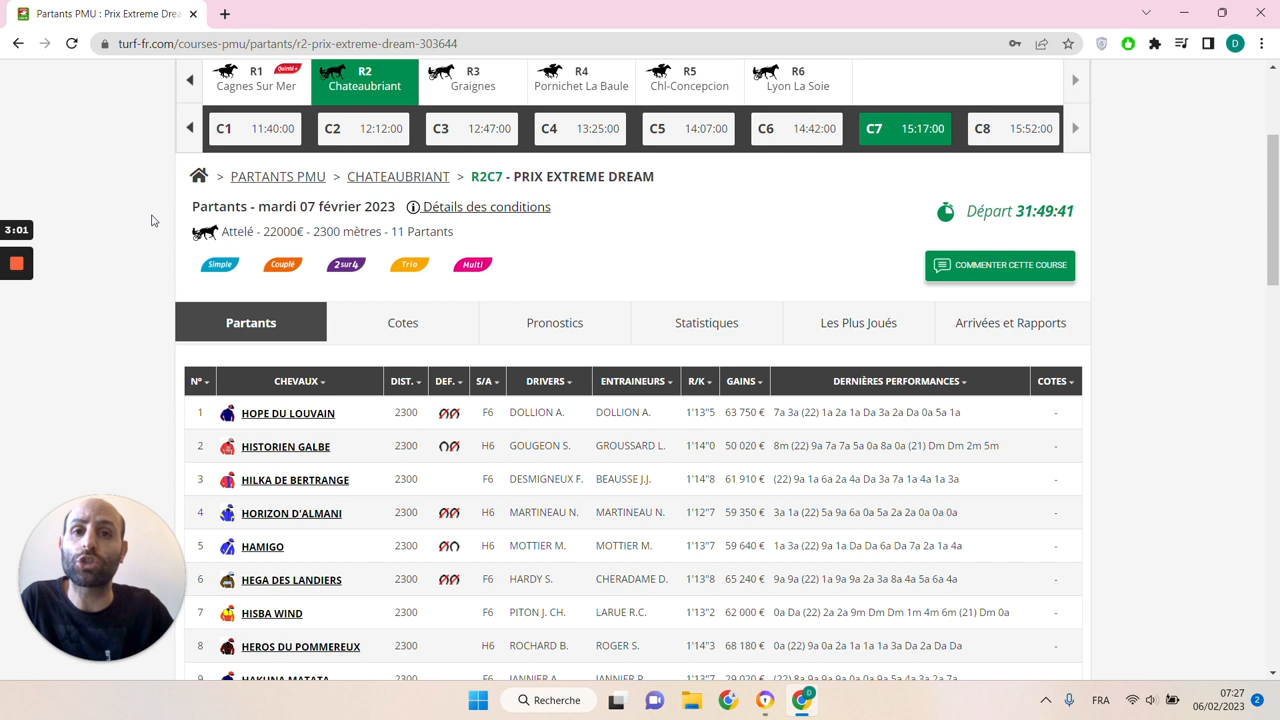 Partants PMU : Prix Extreme Dre
turf-fr.com/courses-pmu/partants/r2-prix-extreme-dream-303644
D
R1 Quinté+ R2 R3 R4 R5 R6
Cagnes Sur Mer Chateaubriant Graignes Pornichet La Baule Chl-Concepcion Lyon La Soie
C1 11:40:00 C2 12:12:00 C3 12:47:00 C4 13:25:00 C5 14:07:00 C6 14:42:00 C7 15:17:00 C8 15:52:00
> PARTANTS PMU > CHATEAUBRIANT > R2C7 - PRIX EXTREME DREAM
Partants - mardi 07 février 2023 Détails des conditions
Départ 31:49:41
3:01
Attelé - 22000€ - 2300 mètres - 11 Partants
Simple Couplé 2sur4 Trio Multi
COMMENTER CETTE COURSE
Partants Cotes Pronostics Statistiques Les Plus Joués Arrivées et Rapports
N° CHEVAUX DIST. DEF. S/A DRIVERS ENTRAINEURS R/K GAINS DERNIÈRES PERFORMANCES COTES
1 HOPE DU LOUVAIN 2300 F6 DOLLION A. DOLLION A. 1'13"5 63 750 € 7a 3a (22) 1a 2a 1a Da 3a 2a Da 0a 5a 1a -
2 HISTORIEN GALBE 2300 H6 GOUGEON S. GROUSSARD L. 1'14"0 50 020 € 8m (22) 9a 7a 7a 5a 0a 8a 0a (21) Dm Dm 2m 5m -
3 HILKA DE BERTRANGE 2300 F6 DESMIGNEUX F. BEAUSSE J.J. 1'14"8 61 910 € (22) 9a 1a 6a 2a 4a Da 3a 7a 1a 4a 1a 3a -
4 HORIZON D'ALMANI 2300 H6 MARTINEAU N. MARTINEAU N. 1'12"7 59 350 € 3a 1a (22) 5a 9a 6a 0a 5a 2a 2a 0a 0a 0a -
5 HAMIGO 2300 H6 MOTTIER M. MOTTIER M. 1'13"7 59 640 € 1a 3a (22) 9a 1a Da Da 6a Da 7a 2a 1a 4a -
6 HEGA DES LANDIERS 2300 F6 HARDY S. CHERADAME D. 1'13"8 65 240 € 9a 9a (22) 1a 9a 9a 2a 3a 8a 4a 5a 8a 4a -
7 HISBA WIND 2300 F6 PITON J. CH. LARUE R.C. 1'13"2 62 000 € 0a Da (22) 2a 2a 9m Dm Dm 1m 4m 6m (21) Dm 0a -
8 HEROS DU POMMEREUX 2300 H6 ROCHARD B. ROGER S. 1'14"3 68 180 € 0a (22) 9a 0a 2a 1a 1a 1a 3a Da 2a Da Da -
Recherche
FRA
07:27
06/02/2023
2